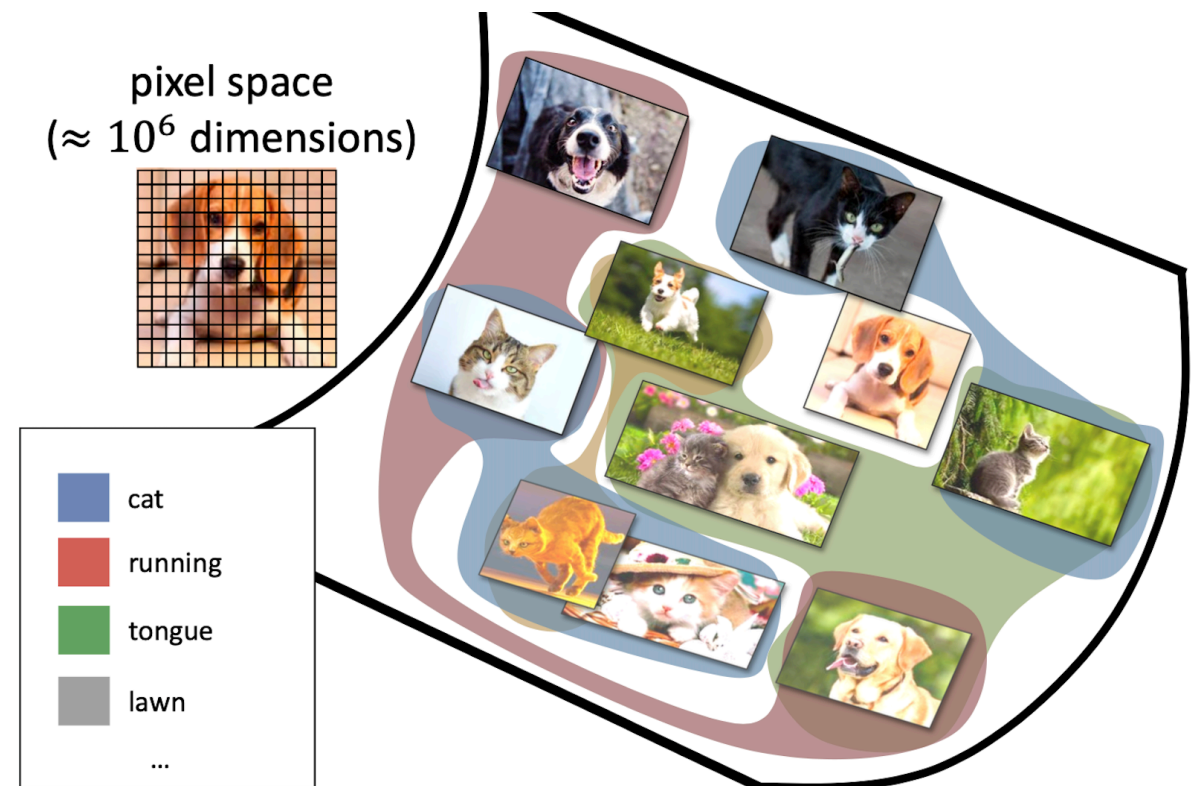 pixel space
(≈ 10⁶ dimensions)
cat
running
tongue
lawn
...